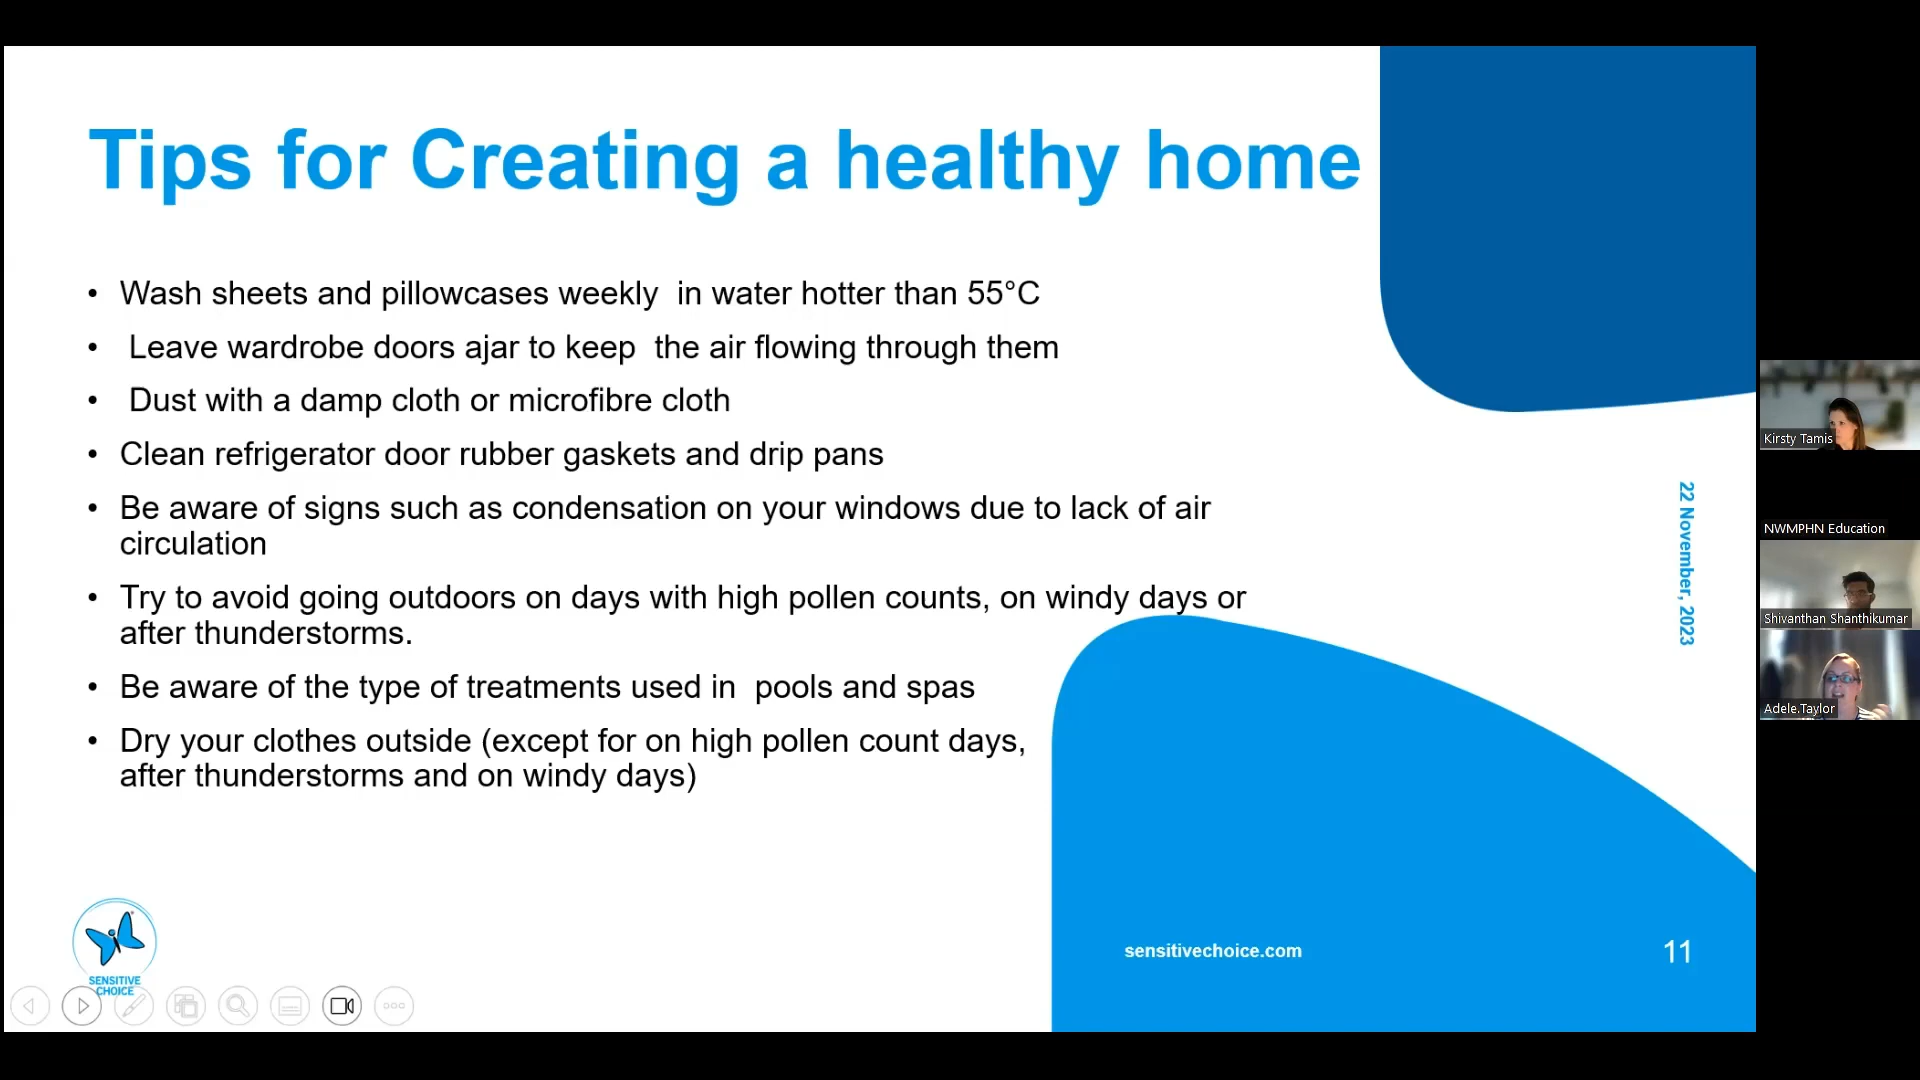 Tips for Creating a healthy home
• Wash sheets and pillowcases weekly  in water hotter than 55°C
•  Leave wardrobe doors ajar to keep  the air flowing through them
•  Dust with a damp cloth or microfibre cloth
• Clean refrigerator door rubber gaskets and drip pans
• Be aware of signs such as condensation on your windows due to lack of air
circulation
• Try to avoid going outdoors on days with high pollen counts, on windy days or
after thunderstorms.
• Be aware of the type of treatments used in  pools and spas
• Dry your clothes outside (except for on high pollen count days,
after thunderstorms and on windy days)
22 November, 2023
SENSITIVE
CHOICE
sensitivechoice.com
11
Kirsty Tamis
NWMPHN Education
Shivanthan Shanthikumar
Adele.Taylor